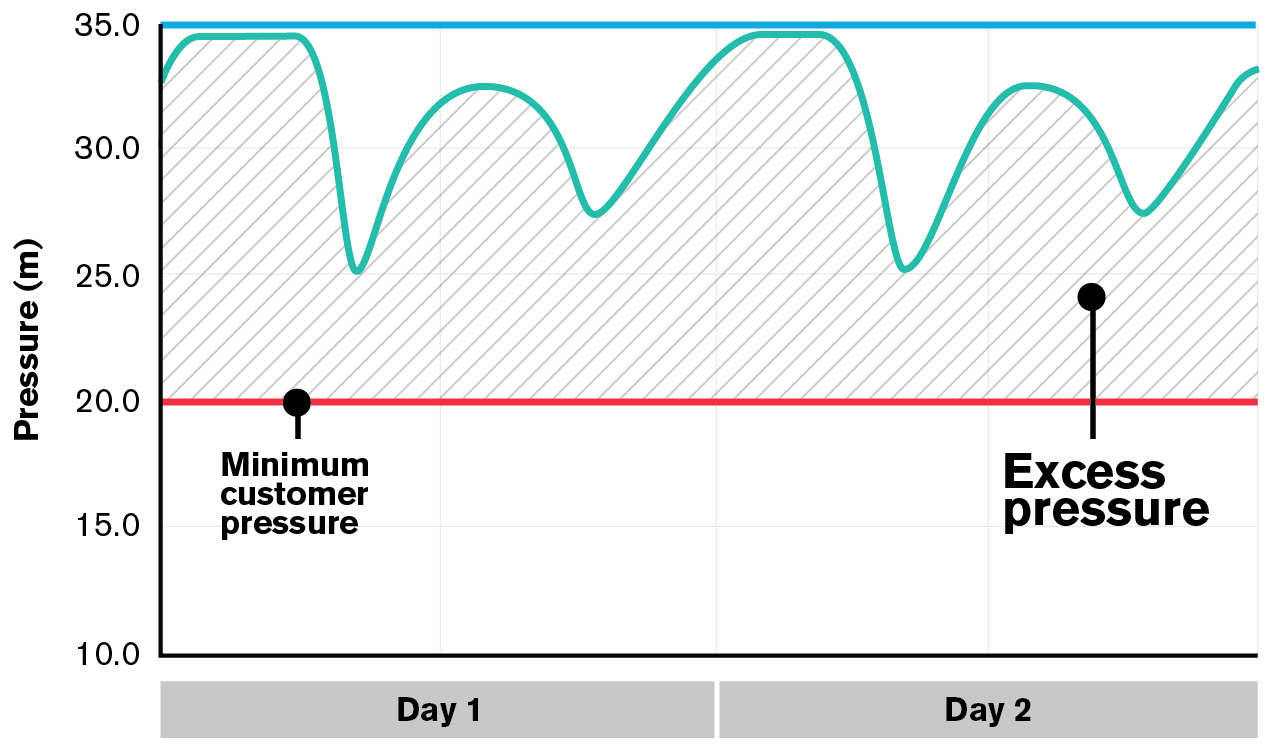 35.0
30.0
25.0
20.0
15.0
10.0
Pressure (m)
Minimum
customer
pressure
Excess
pressure
Day 1
Day 2